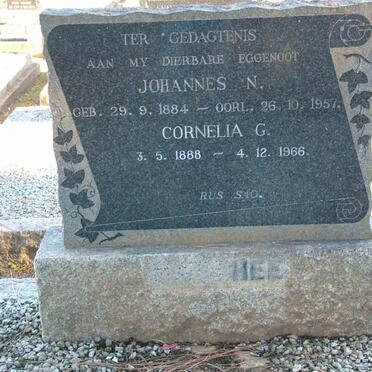 TER GEDAGTENIS
AAN MY DIERBARE EGGENOOT
JOHANNES N.
GEB. 29. 9. 1884 — OORL. 26. 10. 1957.
CORNELIA G.
3. 5. 1888 — 4. 12. 1966.
RUS SAG.